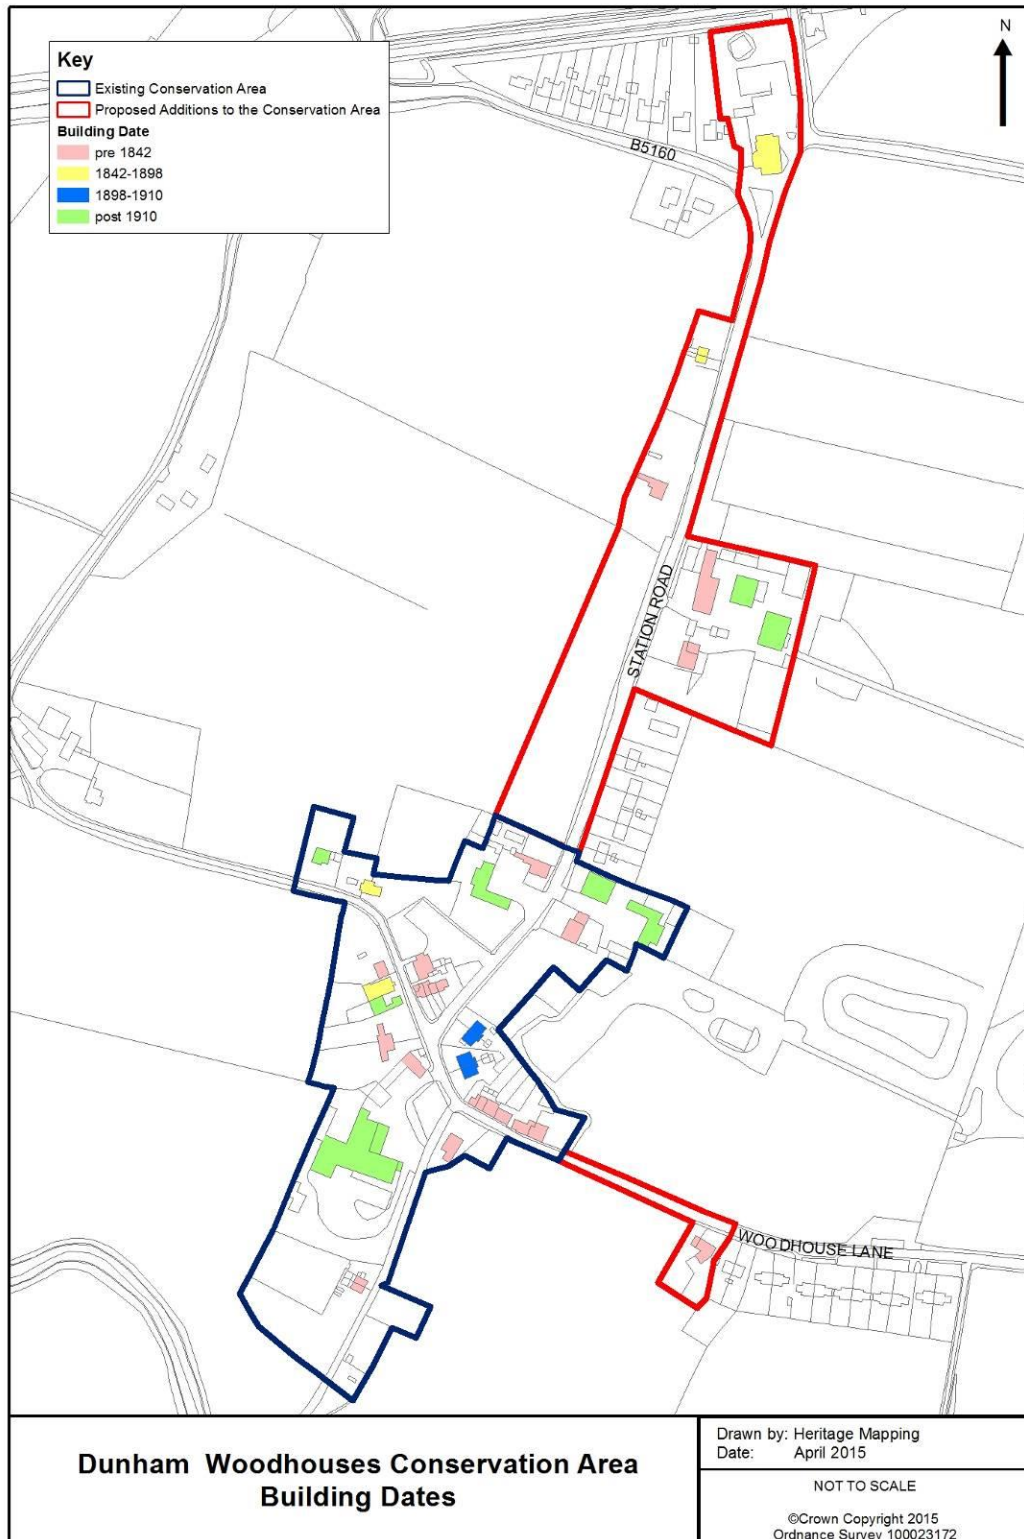 N
Key
Existing Conservation Area
Proposed Additions to the Conservation Area
Building Date
pre 1842
1842-1898
1898-1910
post 1910
B5160
STATION ROAD
WOODHOUSE LANE
Dunham Woodhouses Conservation Area
Building Dates
Drawn by: Heritage Mapping
Date: April 2015
NOT TO SCALE
©Crown Copyright 2015
Ordnance Survey 100023172